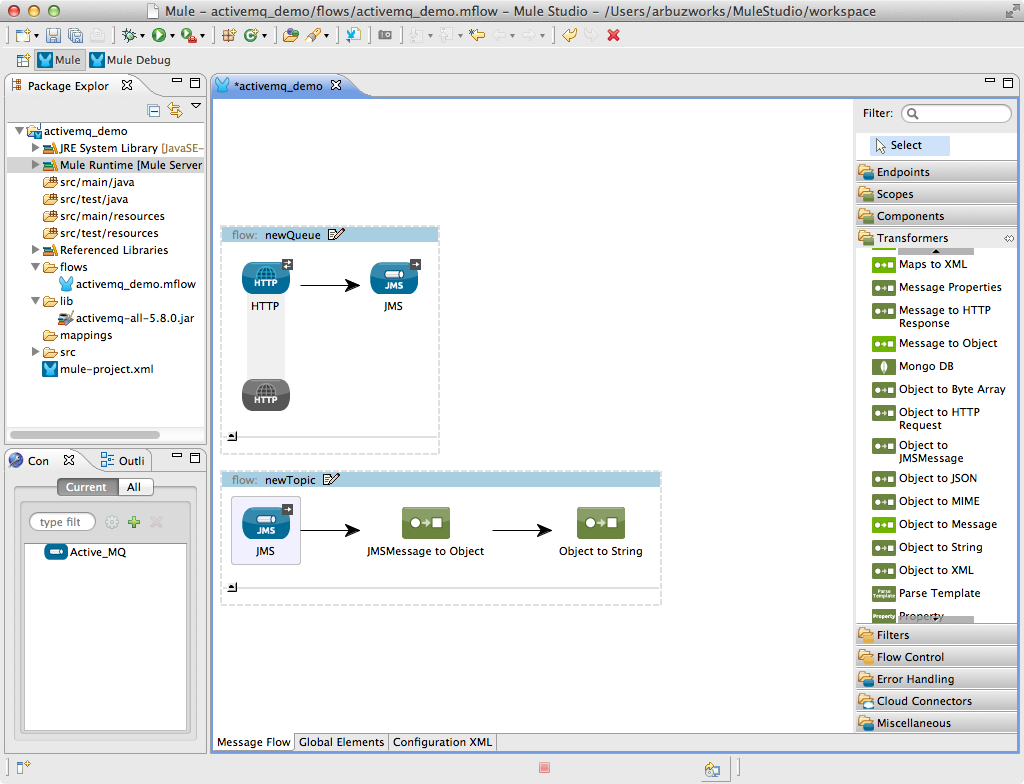 Mule – activemq_demo/flows/activemq_demo.mflow – Mule Studio – /Users/arbuzworks/MuleStudio/workspace
Mule
Mule Debug
Package Explor
activemq_demo
JRE System Library [JavaSE-
Mule Runtime [Mule Server
src/main/java
src/test/java
src/main/resources
src/test/resources
Referenced Libraries
flows
activemq_demo.mflow
lib
activemq-all-5.8.0.jar
mappings
src
mule-project.xml
Con
Outli
Current
All
type filt
Active_MQ
*activemq_demo
flow: newQueue
HTTP
JMS
HTTP
JMS
HTTP
flow: newTopic
JMS
JMS
JMSMessage to Object
Object to String
Message Flow
Global Elements
Configuration XML
Filter:
Select
Endpoints
Scopes
Components
Transformers
Maps to XML
Message Properties
Message to HTTP
Response
Message to Object
Mongo DB
Object to Byte Array
Object to HTTP
Request
Object to
JMSMessage
Object to JSON
Object to MIME
Object to Message
Object to String
Object to XML
Parse Template
Parse Template
Property
Property
Filters
Flow Control
Error Handling
Cloud Connectors
Miscellaneous